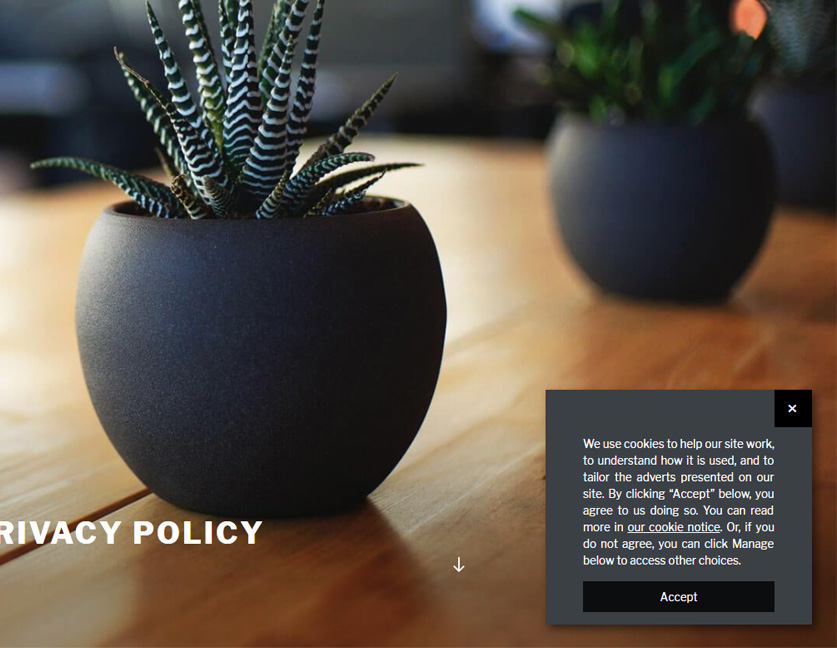 RIVACY POLICY
We use cookies to help our site work,
to understand how it is used, and to
tailor the adverts presented on our
site. By clicking “Accept” below, you
agree to us doing so. You can read
more in our cookie notice. Or, if you
do not agree, you can click Manage
below to access other choices.
Accept